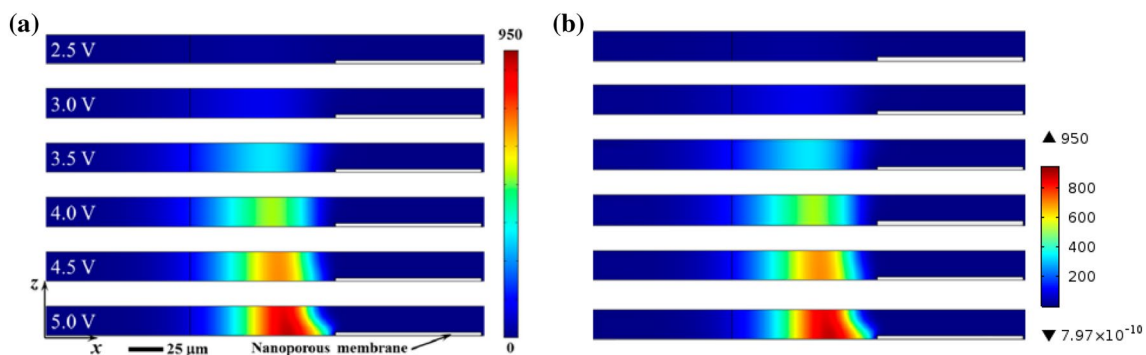 (a)
950
2.5 V
3.0 V
3.5 V
4.0 V
4.5 V
z
5.0 V
x
25 μm
Nanoporous membrane
0
(b)
▲ 950
800
600
400
200
▼ 7.97×10⁻¹⁰